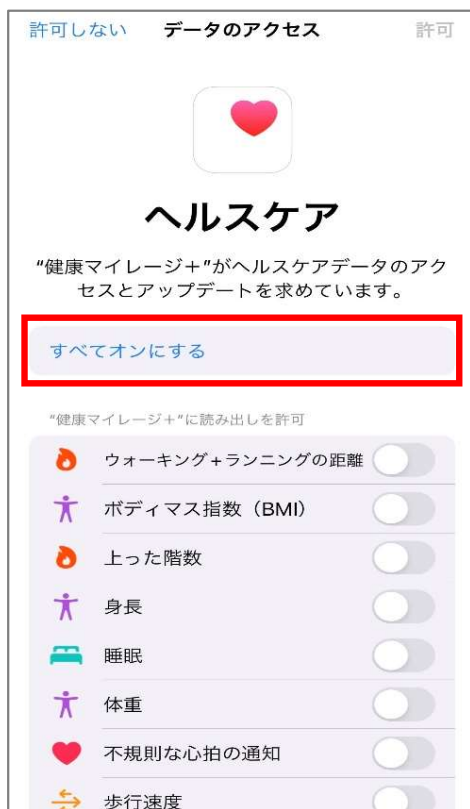 許可しない データのアクセス 許可
ヘルスケア
“健康マイレージ＋”がヘルスケアデータのアク
セスとアップデートを求めています。
すべてオンにする
"健康マイレージ＋"に読み出しを許可
ウォーキング+ランニングの距離
ボディマス指数（BMI）
上った階数
身長
睡眠
体重
不規則な心拍の通知
歩行速度